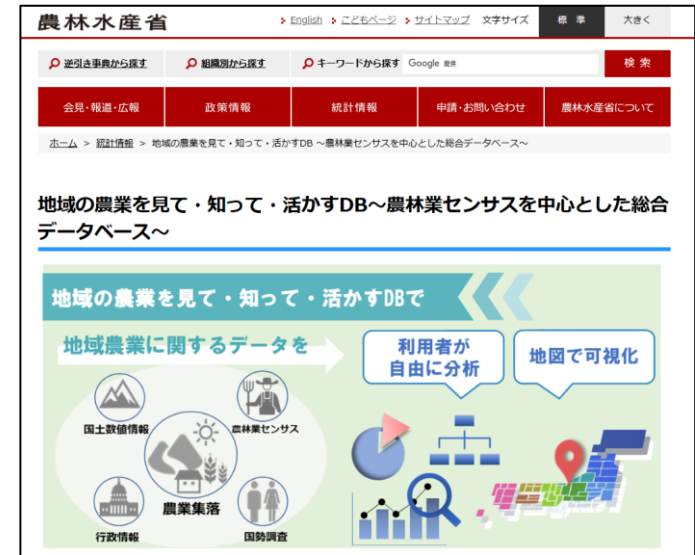 農林水産省
English こどもページ サイトマップ 文字サイズ 標準 大きく
逆引き事典から探す 組織別から探す キーワードから探す Google 提供 検索
会見・報道・広報 政策情報 統計情報 申請・お問い合わせ 農林水産省について
ホーム > 統計情報 > 地域の農業を見て・知って・活かすDB ～農林業センサスを中心とした総合データベース～
地域の農業を見て・知って・活かすDB～農林業センサスを中心とした総合
データベース～
地域の農業を見て・知って・活かすDBで
地域農業に関するデータを
利用者が
自由に分析
地図で可視化
国土数値情報
農林業センサス
農業集落
行政情報
国勢調査